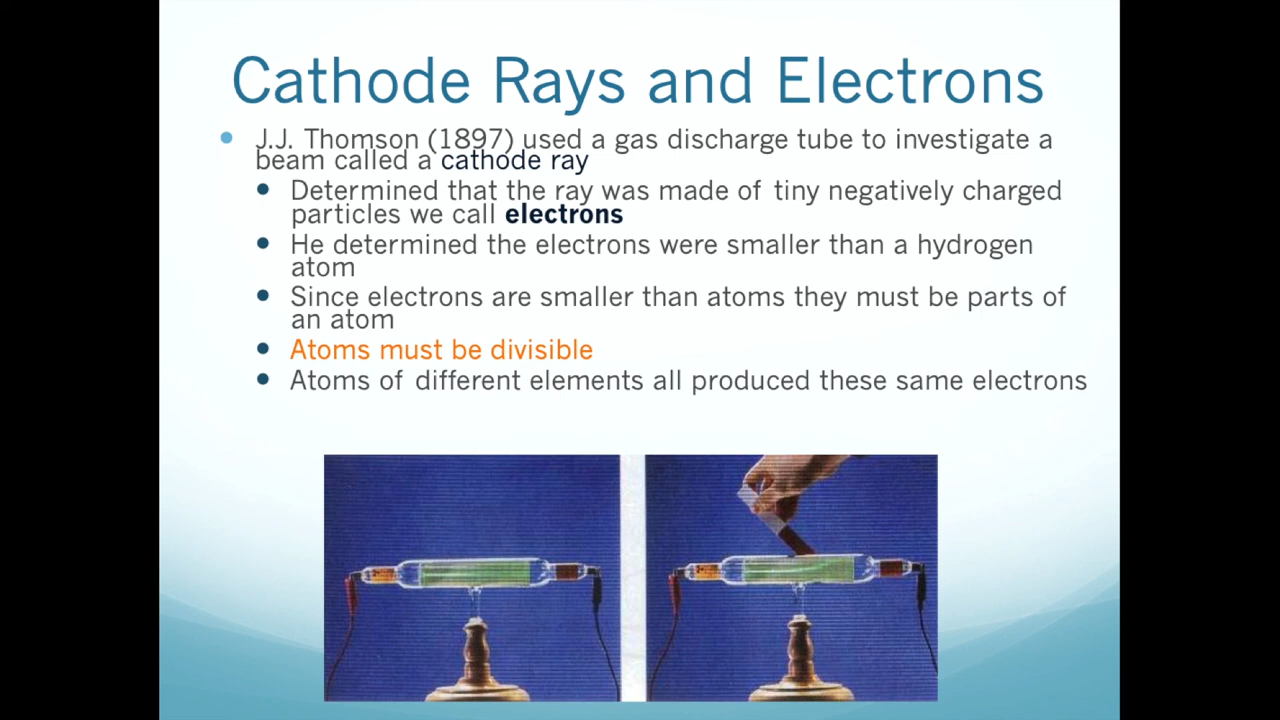 Cathode Rays and Electrons
J.J. Thomson (1897) used a gas discharge tube to investigate a
beam called a cathode ray
Determined that the ray was made of tiny negatively charged
particles we call electrons
He determined the electrons were smaller than a hydrogen
atom
Since electrons are smaller than atoms they must be parts of
an atom
Atoms must be divisible
Atoms of different elements all produced these same electrons